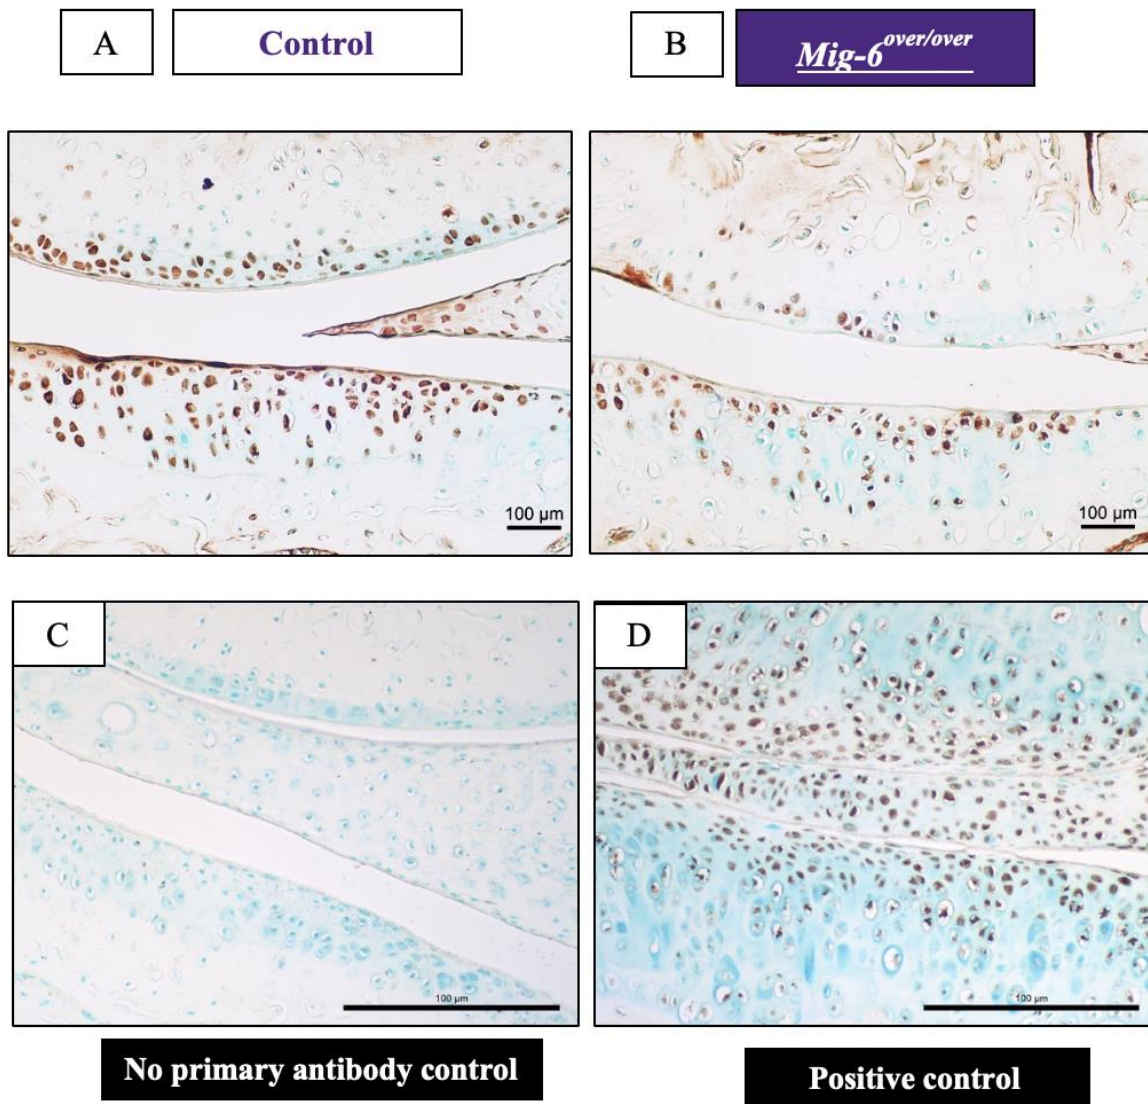 A
Control
B
Mig-6over/over
100 µm
100 µm
C
D
100 µm
100 µm
No primary antibody control
Positive control